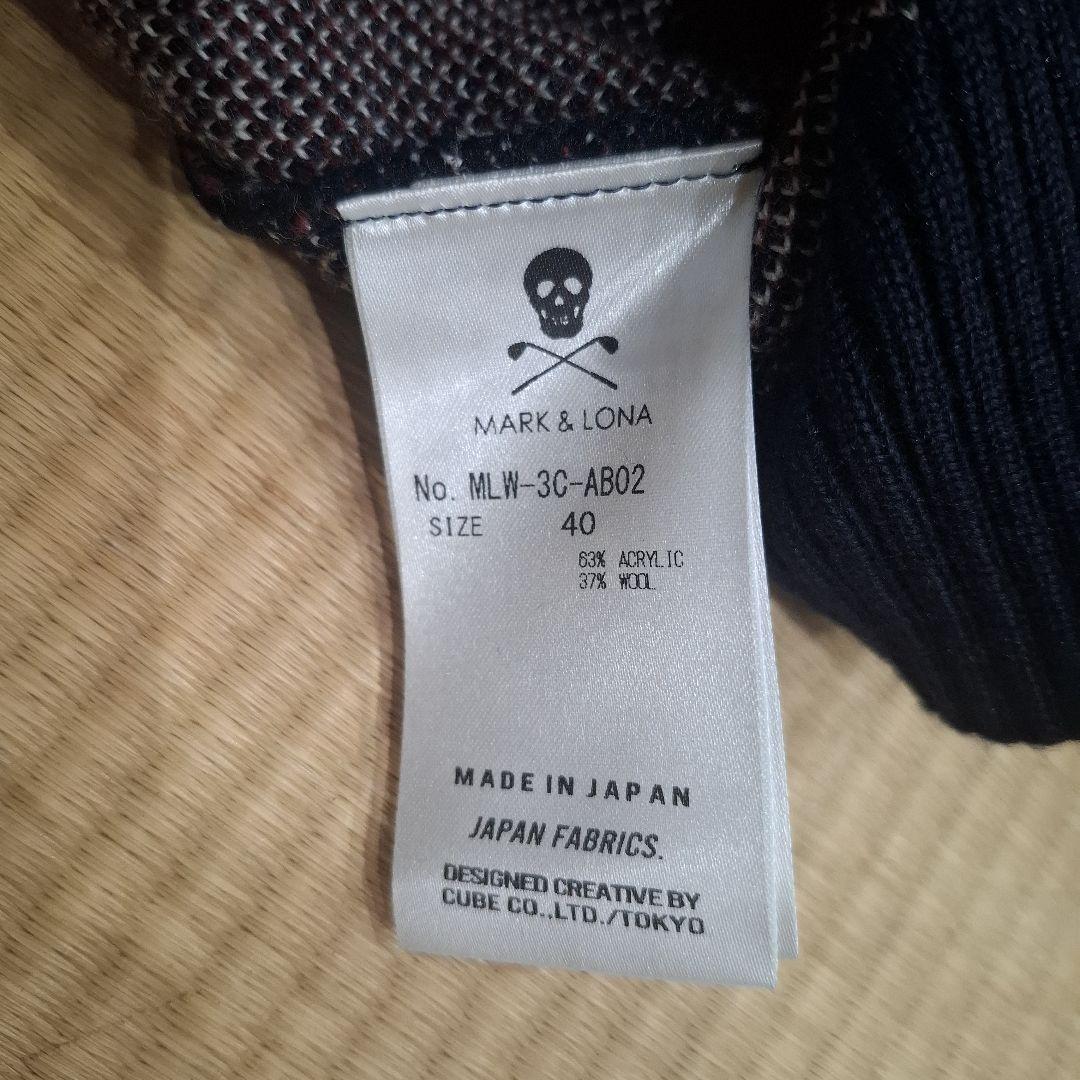 MARK & LONA
No. MLW-3C-AB02
SIZE 40
63% ACRYLIC
37% WOOL
MADE IN JAPAN
JAPAN FABRICS.
DESIGNED CREATIVE BY
CUBE CO.,LTD./TOKYO